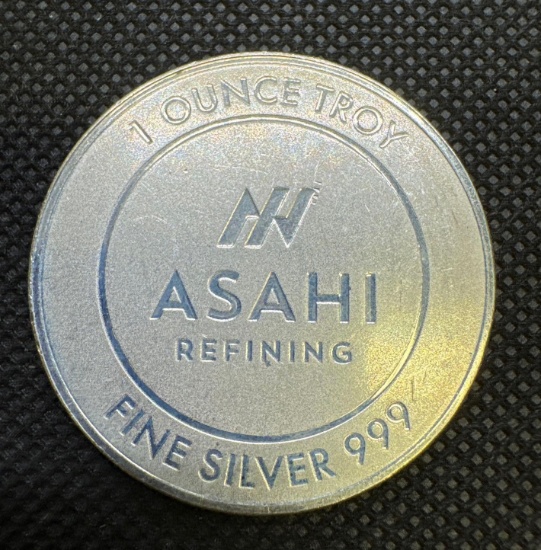 1 OUNCE TROY
ASAHI
REFINING
FINE SILVER 999